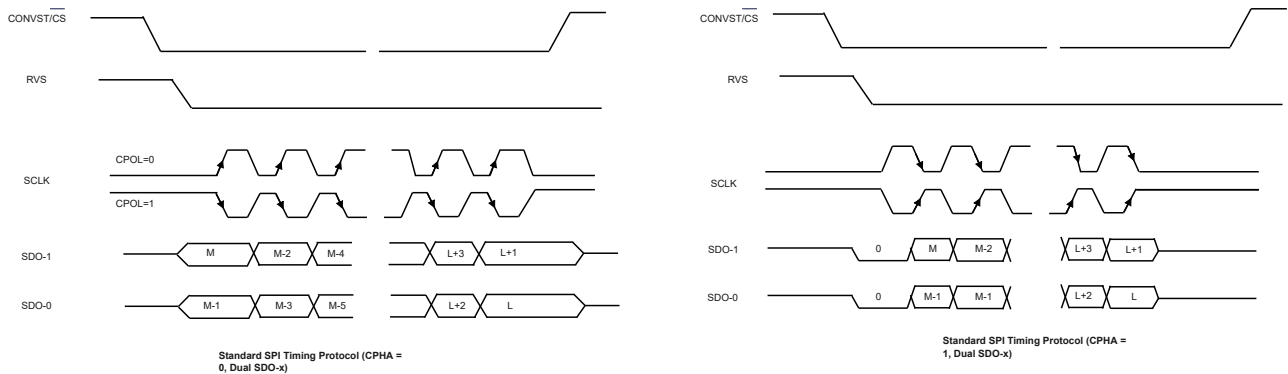 CONVST/CS
RVS
CPOL=0
SCLK
CPOL=1
SDO-1
M
M-2
M-4
L+3
L+1
SDO-0
M-1
M-3
M-5
L+2
L
Standard SPI Timing Protocol (CPHA =
0, Dual SDO-x)
CONVST/CS
RVS
SCLK
SDO-1
0
M
M-2
L+3
L+1
SDO-0
0
M-1
M-1
L+2
L
Standard SPI Timing Protocol (CPHA =
1, Dual SDO-x)